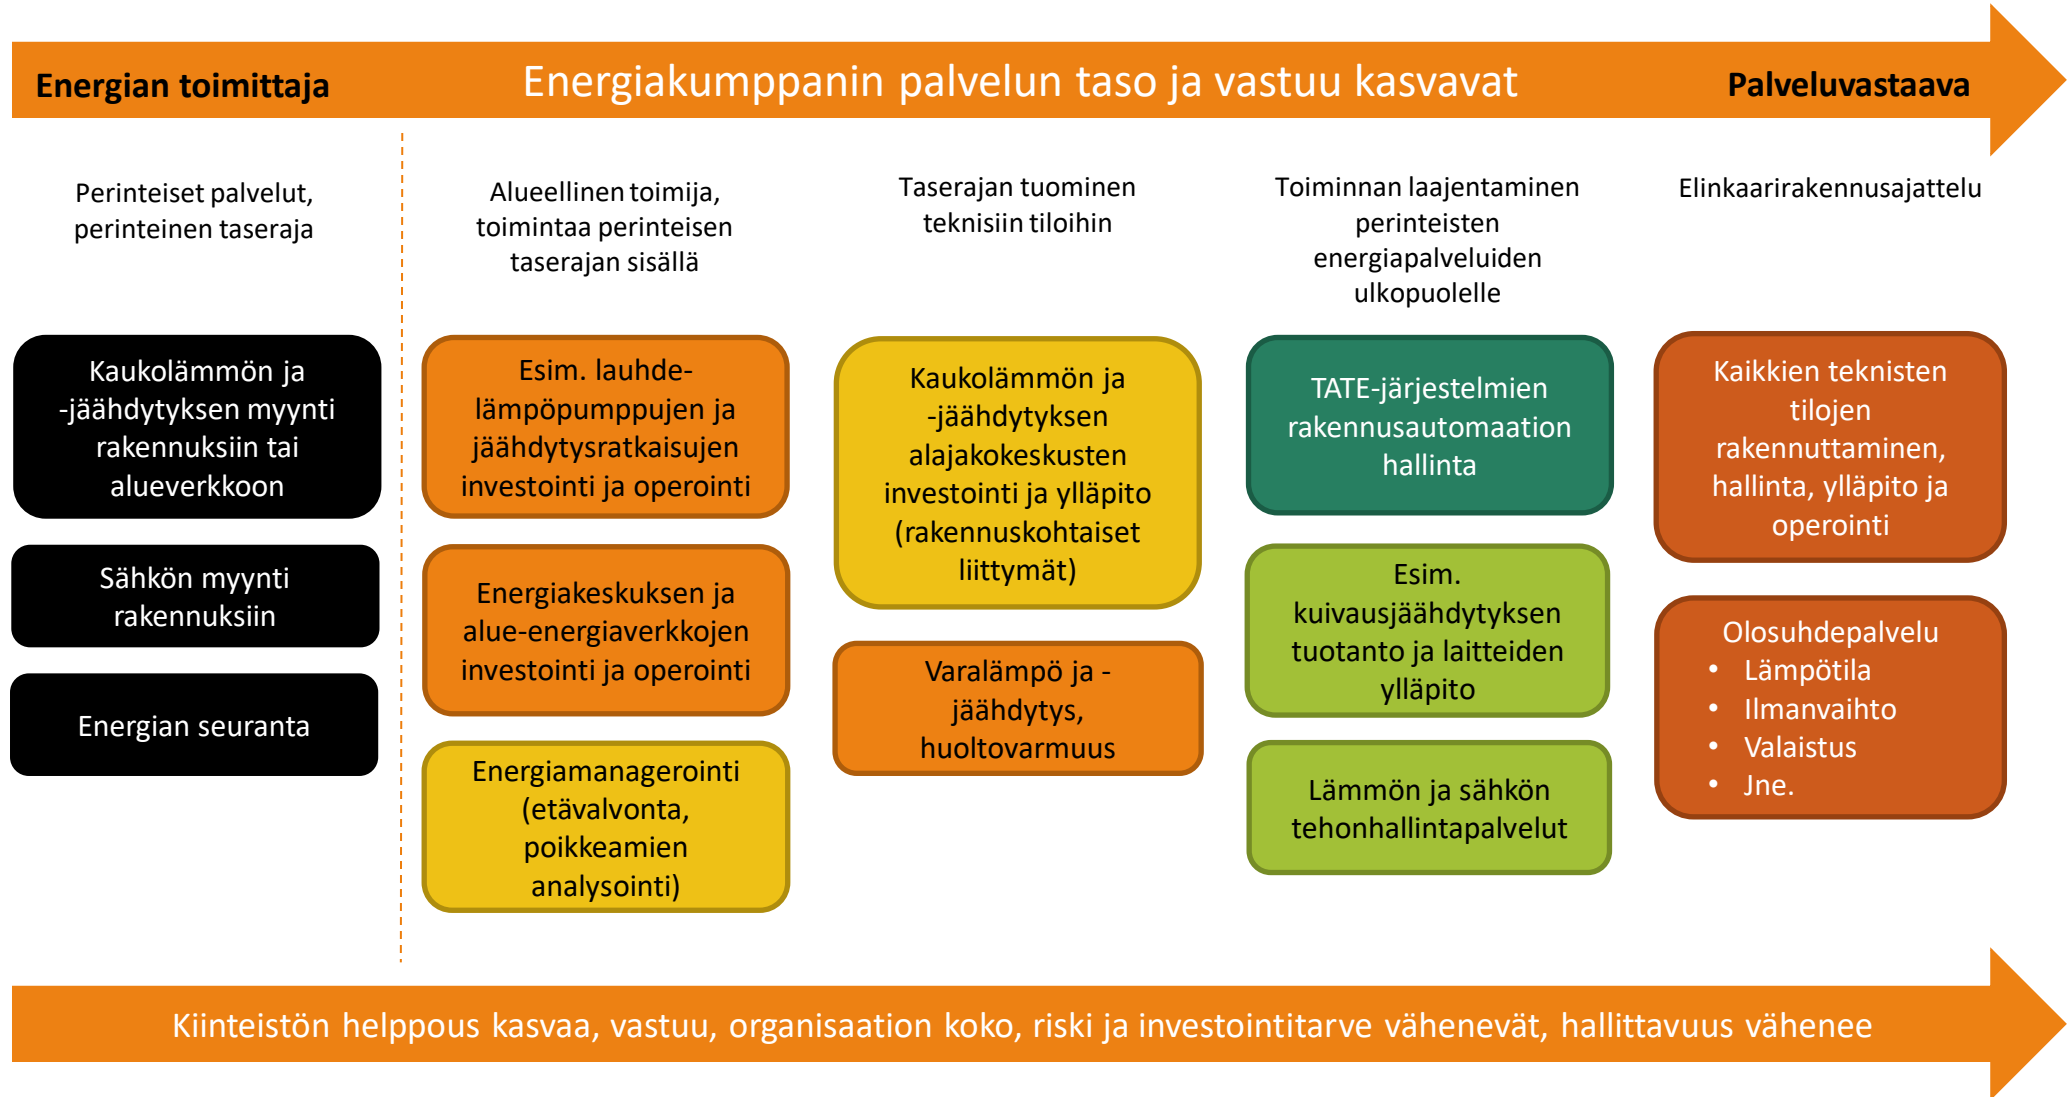 Energian toimittaja
Energiakumppanin palvelun taso ja vastuu kasvavat
Palveluvastaava
Perinteiset palvelut,
perinteinen taseraja
Alueellinen toimija,
toimintaa perinteisen
taserajan sisällä
Taserajan tuominen
teknisiin tiloihin
Toiminnan laajentaminen
perinteisten
energiapalveluiden
ulkopuolelle
Elinkaarirakennusajattelu
Kaukolämmön ja
-jäähdytyksen myynti
rakennuksiin tai
alueverkkoon
Sähkön myynti
rakennuksiin
Energian seuranta
Esim. lauhde-
lämpöpumppujen ja
jäähdytysratkaisujen
investointi ja operointi
Energiakeskuksen ja
alue-energiaverkkojen
investointi ja operointi
Energiamanagerointi
(etävalvonta,
poikkeamien
analysointi)
Kaukolämmön ja
-jäähdytyksen
alajakokeskusten
investointi ja ylläpito
(rakennuskohtaiset
liittymät)
Varalämpö ja -
jäähdytys,
huoltovarmuus
TATE-järjestelmien
rakennusautomaation
hallinta
Esim.
kuivausjäähdytyksen
tuotanto ja laitteiden
ylläpito
Lämmön ja sähkön
tehonhallintapalvelut
Kaikkien teknisten
tilojen
rakennuttaminen,
hallinta, ylläpito ja
operointi
Olosuhdepalvelu
• Lämpötila
• Ilmanvaihto
• Valaistus
• Jne.
Kiinteistön helppous kasvaa, vastuu, organisaation koko, riski ja investointitarve vähenevät, hallittavuus vähenee